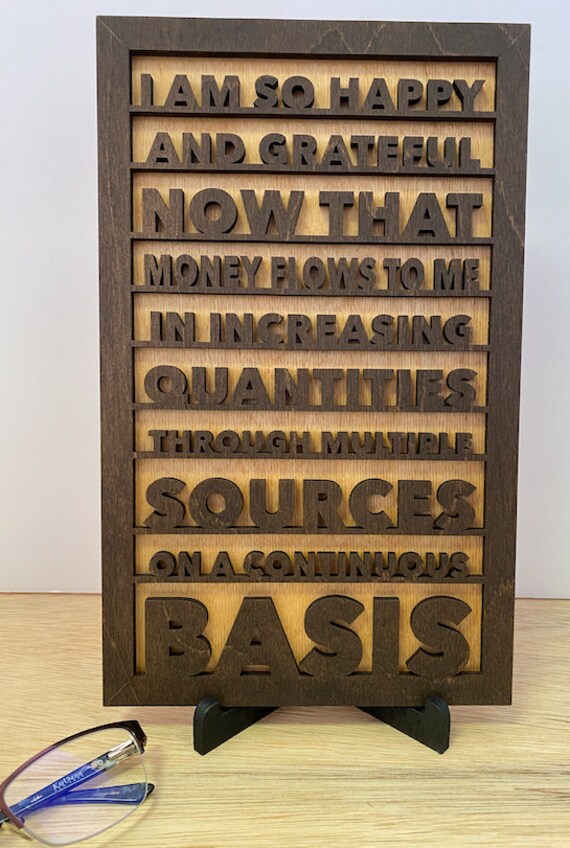 I AM SO HAPPY
AND GRATEFUL
NOW THAT
MONEY FLOWS TO ME
IN INCREASING
QUANTITIES
THROUGH MULTIPLE
SOURCES
ON A CONTINUOUS
BASIS